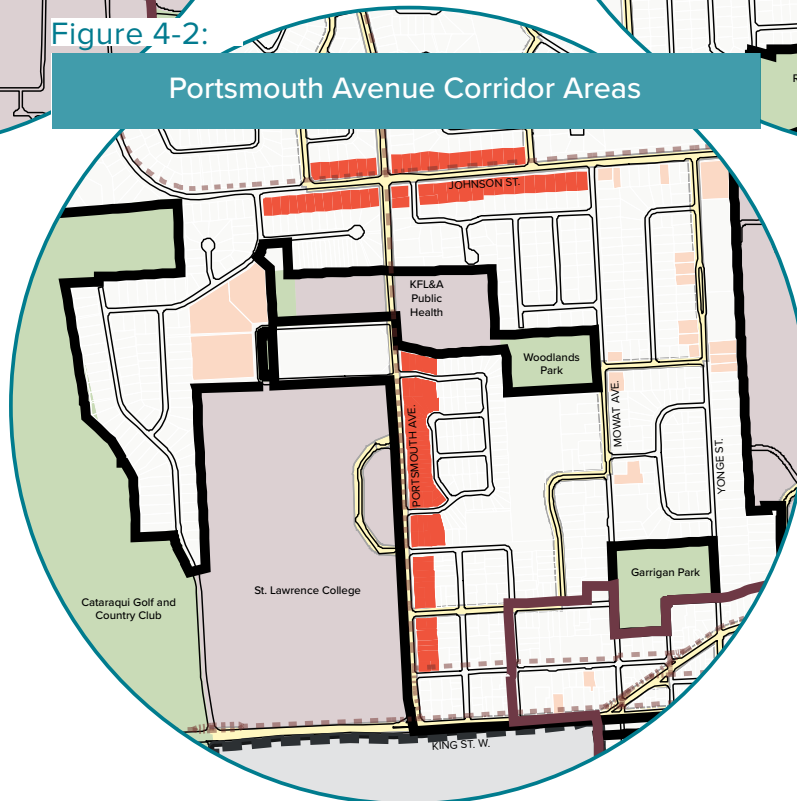 Figure 4-2:
Portsmouth Avenue Corridor Areas
R
JOHNSON ST.
KFL&A
Public
Health
Woodlands
Park
PORTSMOUTH AVE.
MOWAT AVE.
YONGE ST.
Garrigan Park
St. Lawrence College
Cataraqui Golf and
Country Club
KING ST. W.